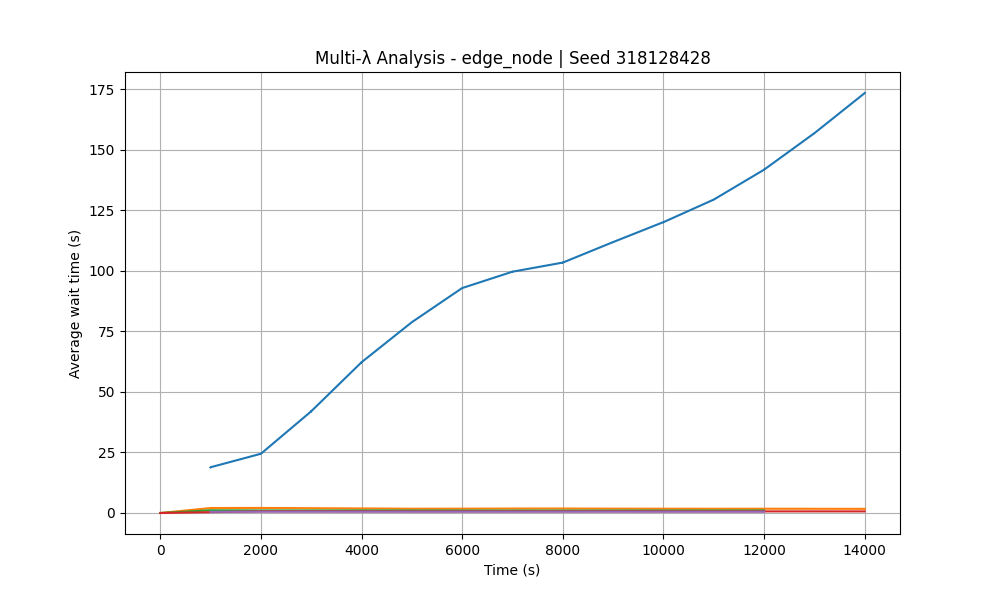 Multi-λ Analysis - edge_node | Seed 318128428
Average wait time (s)
175
150
125
100
75
50
25
0
0 2000 4000 6000 8000 10000 12000 14000
Time (s)